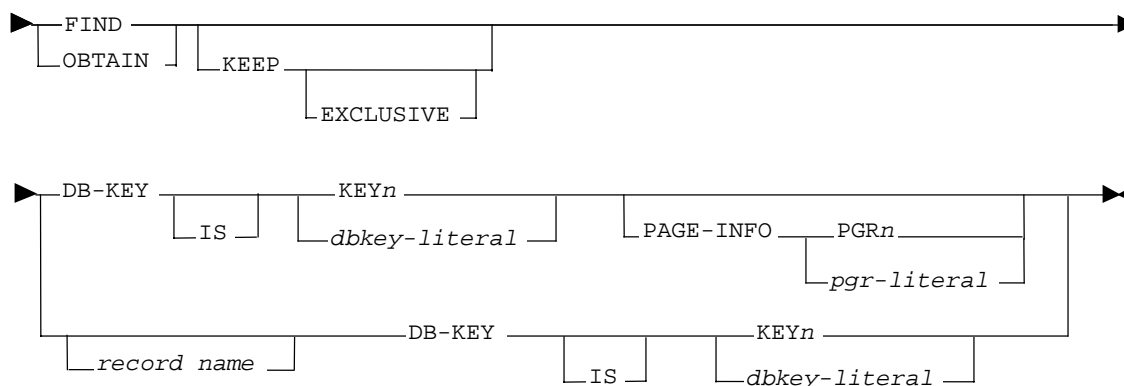 FIND
OBTAIN KEEP
EXCLUSIVE
DB-KEY KEYn
IS dbkey-literal PAGE-INFO PGRn
pgr-literal
DB-KEY KEYn
record name IS dbkey-literal